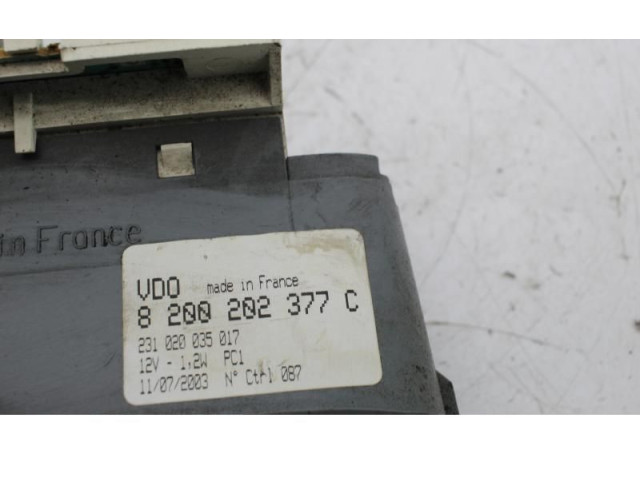 in France
VDO made in France
8 200 202 377 C
231 020 035 017
12V - 1,2W PC1
11/07/2003 N° Ctrl 087